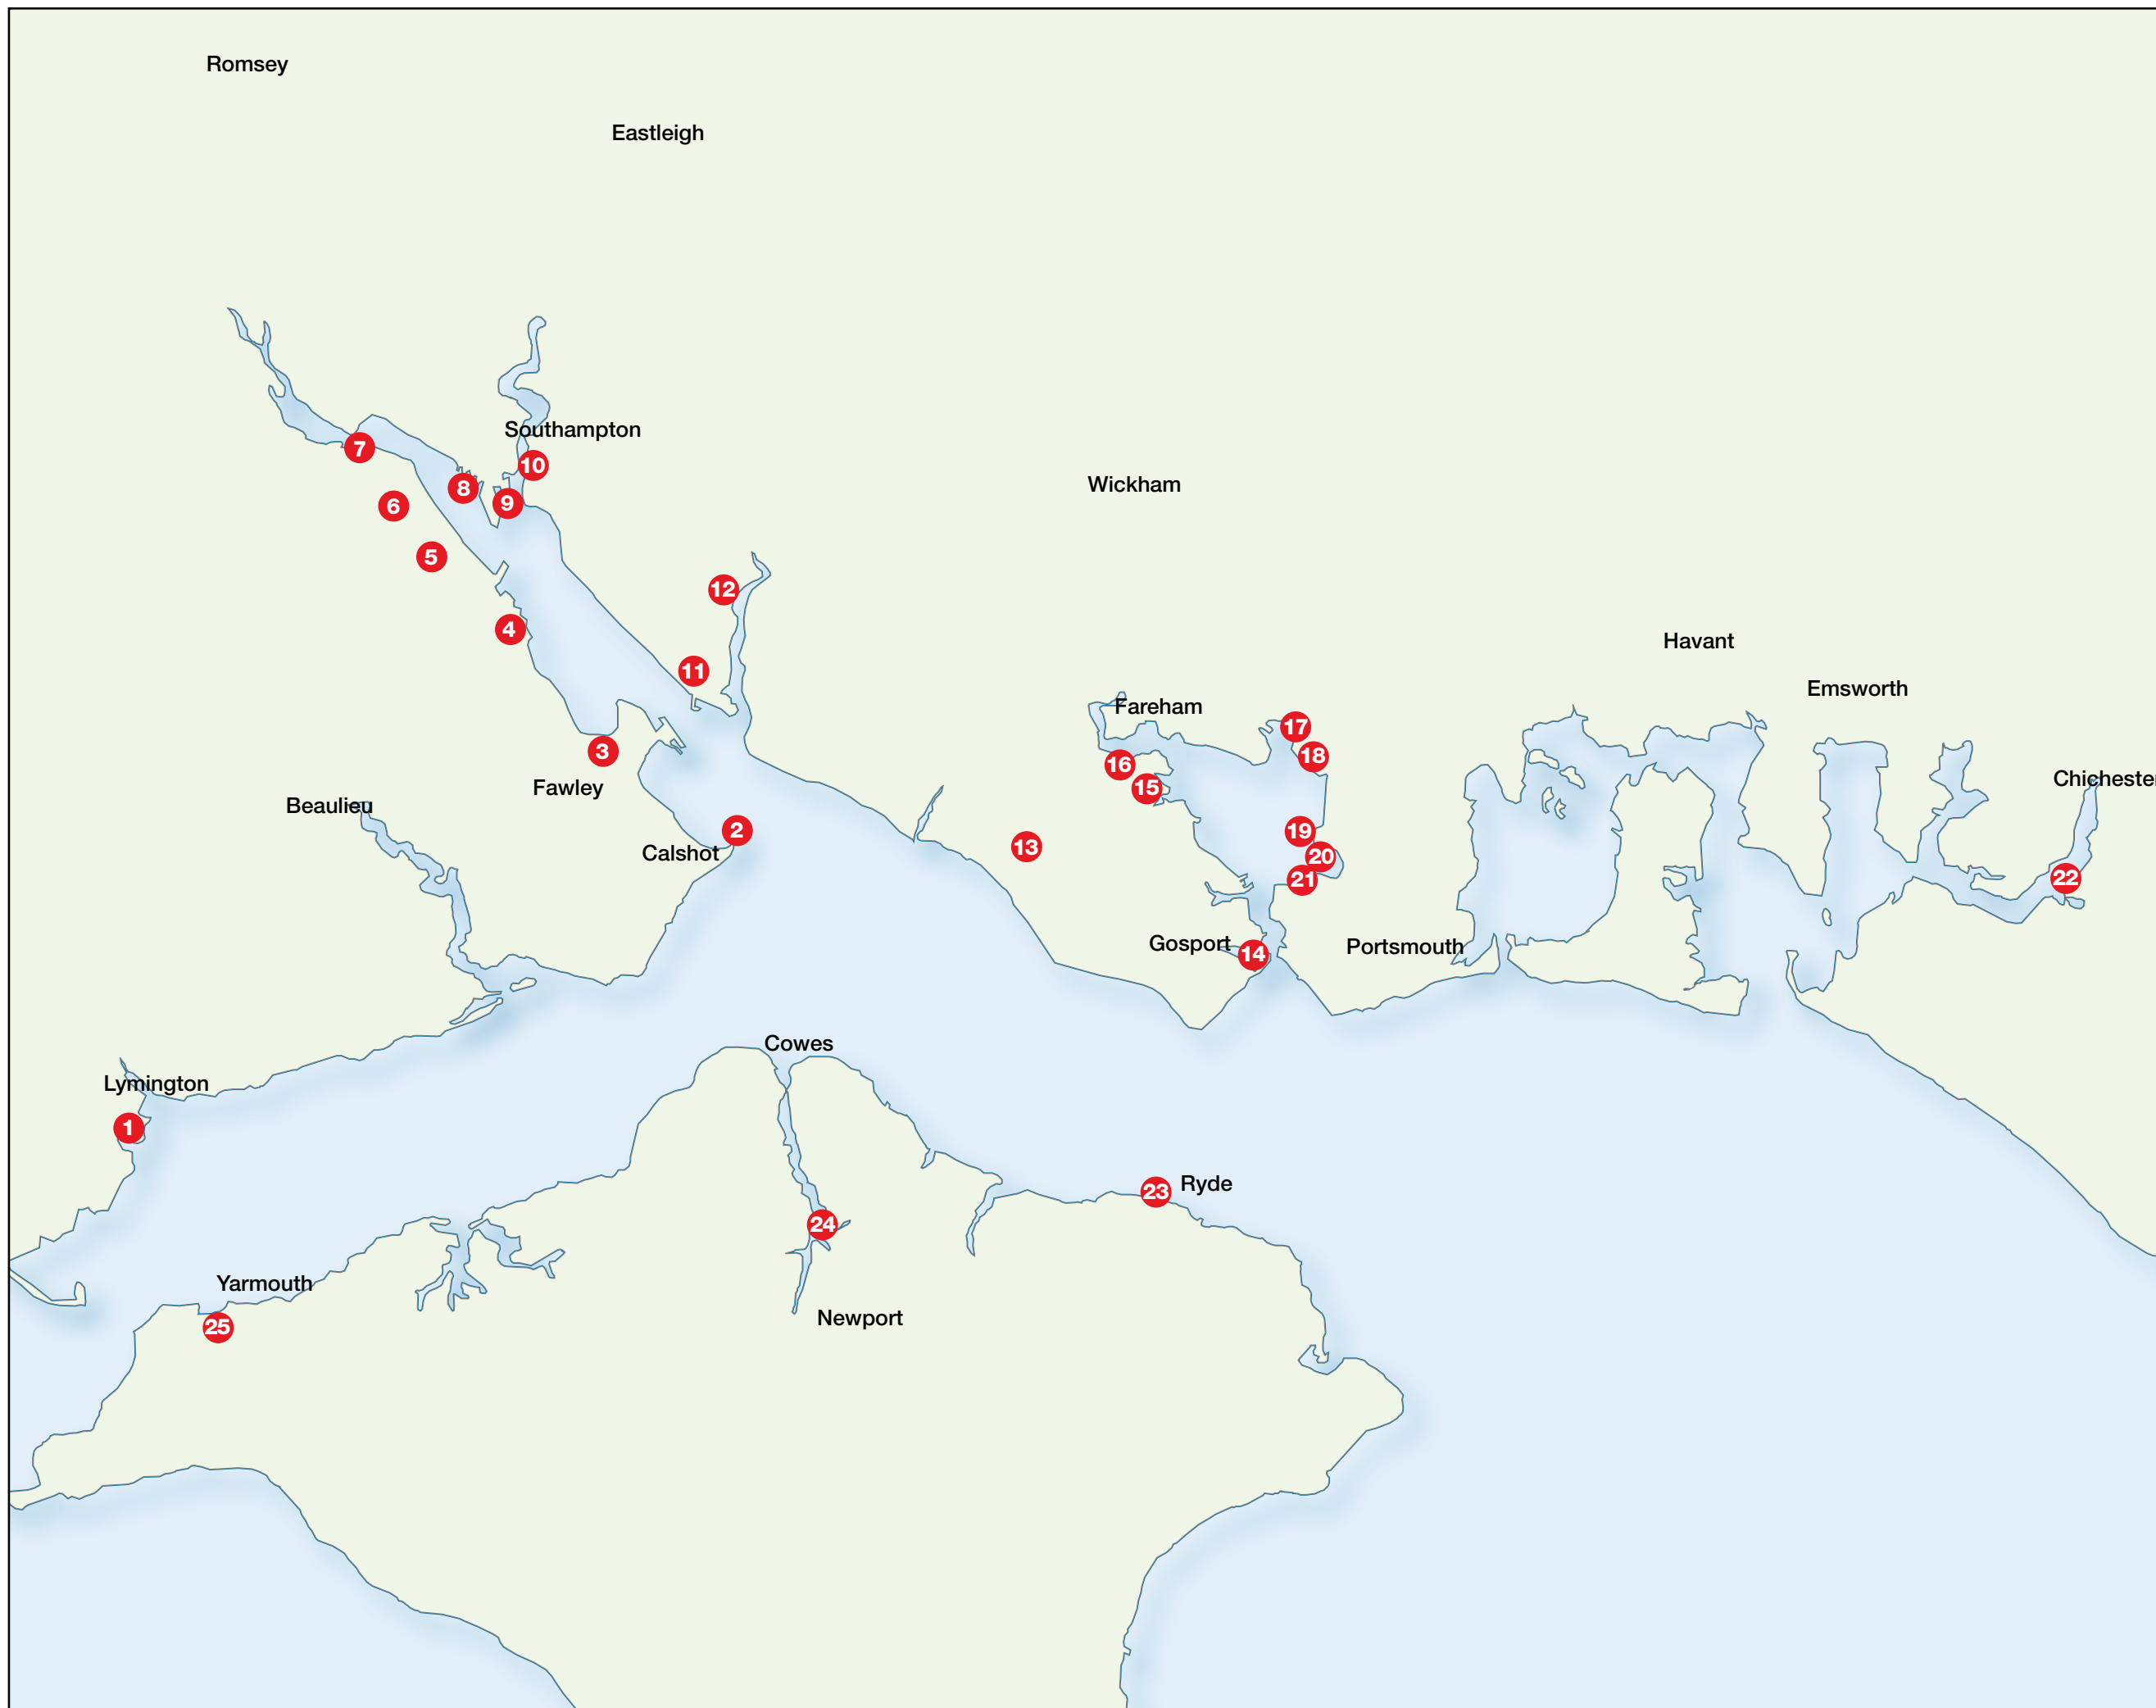 Romsey
Eastleigh
Southampton
7
10
8
9
6
Wickham
5
12
4
Havant
11
Emsworth
Fareham
17
3
18
16
Chichester
Fawley
15
Beaulieu
2
19
13
Calshot
20
21
22
Gosport
14
Portsmouth
Cowes
Lymington
1
Ryde
23
24
Yarmouth
Newport
25